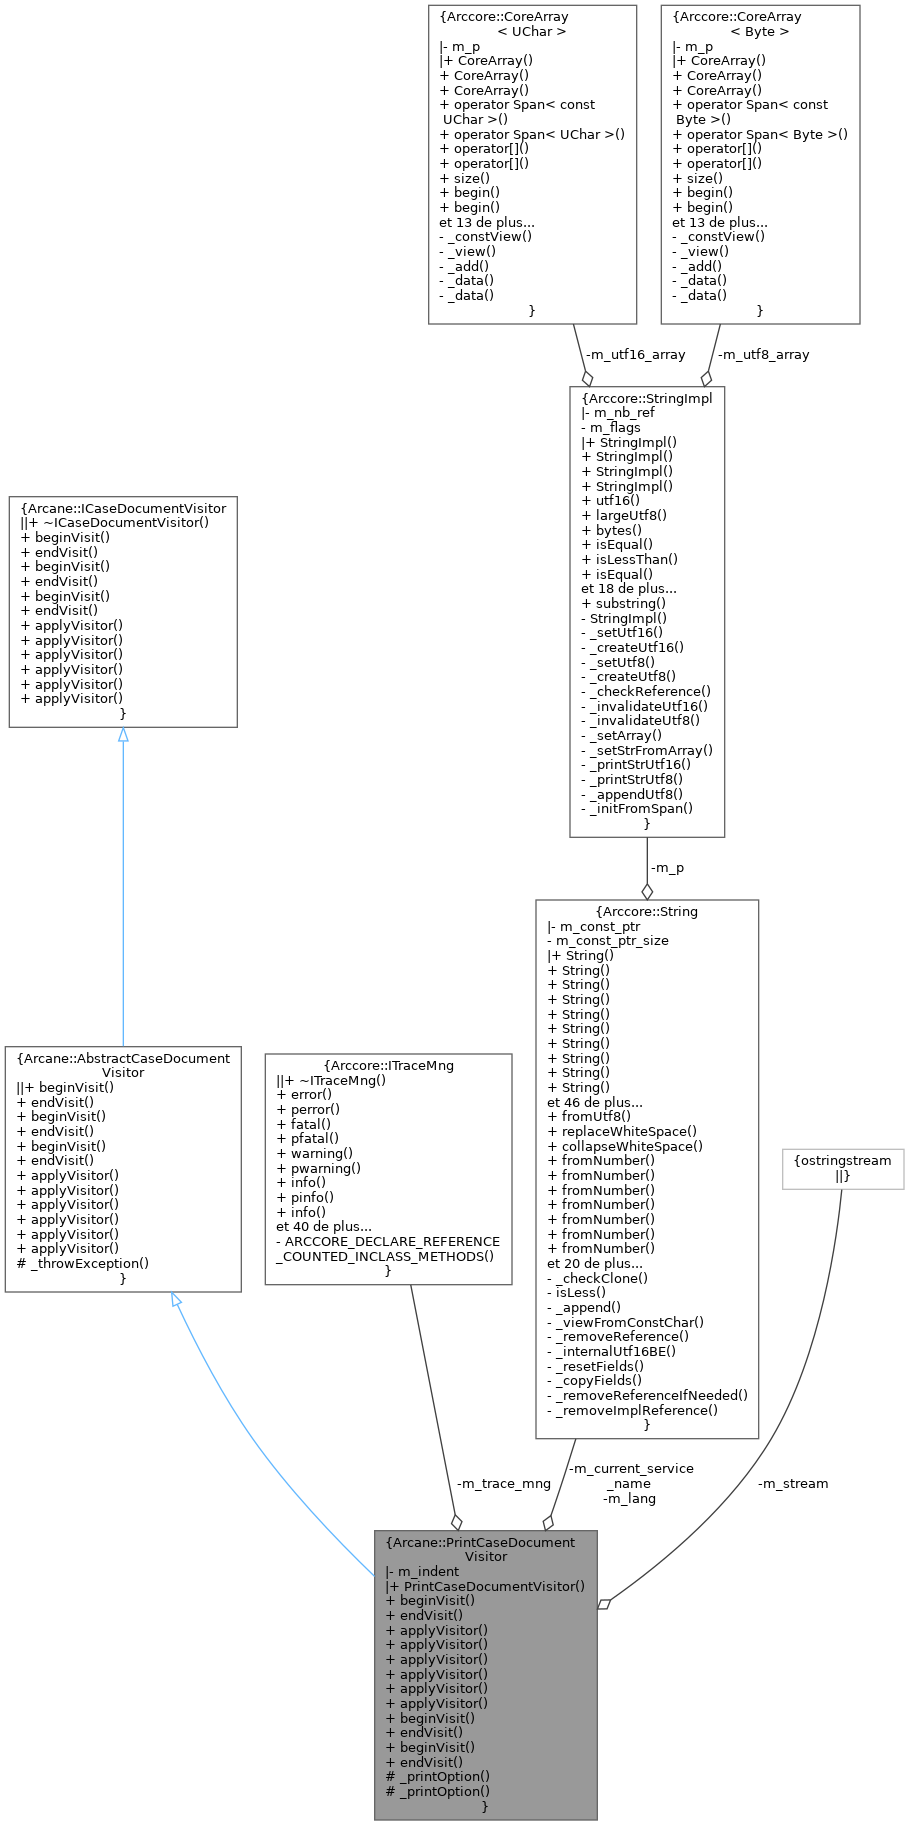 {Arccore::CoreArray
< UChar >
|- m_p
|+ CoreArray()
+ CoreArray()
+ CoreArray()
+ operator Span< const
UChar >()
+ operator Span< UChar >()
+ operator[]()
+ operator[]()
+ size()
+ begin()
+ begin()
et 13 de plus...
- _constView()
- _view()
- _add()
- _data()
- _data()
}
{Arccore::CoreArray
< Byte >
|- m_p
|+ CoreArray()
+ CoreArray()
+ CoreArray()
+ operator Span< const
Byte >()
+ operator Span< Byte >()
+ operator[]()
+ operator[]()
+ size()
+ begin()
+ begin()
et 13 de plus...
- _constView()
- _view()
- _add()
- _data()
- _data()
}
-m_utf16_array
-m_utf8_array
{Arccore::StringImpl
|- m_nb_ref
- m_flags
|+ StringImpl()
+ StringImpl()
+ StringImpl()
+ StringImpl()
+ utf16()
+ largeUtf8()
+ bytes()
+ isEqual()
+ isLessThan()
+ isEqual()
et 18 de plus...
+ substring()
- StringImpl()
- _setUtf16()
- _createUtf16()
- _setUtf8()
- _createUtf8()
- _checkReference()
- _invalidateUtf16()
- _invalidateUtf8()
- _setArray()
- _setStrFromArray()
- _printStrUtf16()
- _printStrUtf8()
- _appendUtf8()
- _initFromSpan()
}
{Arcane::ICaseDocumentVisitor
||+ ~ICaseDocumentVisitor()
+ beginVisit()
+ endVisit()
+ beginVisit()
+ endVisit()
+ beginVisit()
+ endVisit()
+ applyVisitor()
+ applyVisitor()
+ applyVisitor()
+ applyVisitor()
+ applyVisitor()
+ applyVisitor()
}
-m_p
{Arccore::String
|- m_const_ptr
- m_const_ptr_size
|+ String()
+ String()
+ String()
+ String()
+ String()
+ String()
+ String()
+ String()
+ String()
+ String()
et 46 de plus...
+ fromUtf8()
+ replaceWhiteSpace()
+ collapseWhiteSpace()
+ fromNumber()
+ fromNumber()
+ fromNumber()
+ fromNumber()
+ fromNumber()
+ fromNumber()
+ fromNumber()
et 20 de plus...
- _checkClone()
- isLess()
- _append()
- _viewFromConstChar()
- _removeReference()
- _internalUtf16BE()
- _resetFields()
- _copyFields()
- _removeReferenceIfNeeded()
- _removeImplReference()
}
{Arcane::AbstractCaseDocument
Visitor
||+ beginVisit()
+ endVisit()
+ beginVisit()
+ endVisit()
+ beginVisit()
+ endVisit()
+ applyVisitor()
+ applyVisitor()
+ applyVisitor()
+ applyVisitor()
+ applyVisitor()
+ applyVisitor()
# _throwException()
}
{Arccore::ITraceMng
||+ ~ITraceMng()
+ error()
+ perror()
+ fatal()
+ pfatal()
+ warning()
+ pwarning()
+ info()
+ pinfo()
+ info()
et 40 de plus...
- ARCCORE_DECLARE_REFERENCE
_COUNTED_INCLASS_METHODS()
}
{ostringstream
||}
-m_trace_mng
-m_current_service
_name
-m_lang
-m_stream
{Arcane::PrintCaseDocument
Visitor
|- m_indent
|+ PrintCaseDocumentVisitor()
+ beginVisit()
+ endVisit()
+ applyVisitor()
+ applyVisitor()
+ applyVisitor()
+ applyVisitor()
+ applyVisitor()
+ applyVisitor()
+ beginVisit()
+ endVisit()
+ beginVisit()
+ endVisit()
# _printOption()
# _printOption()
}